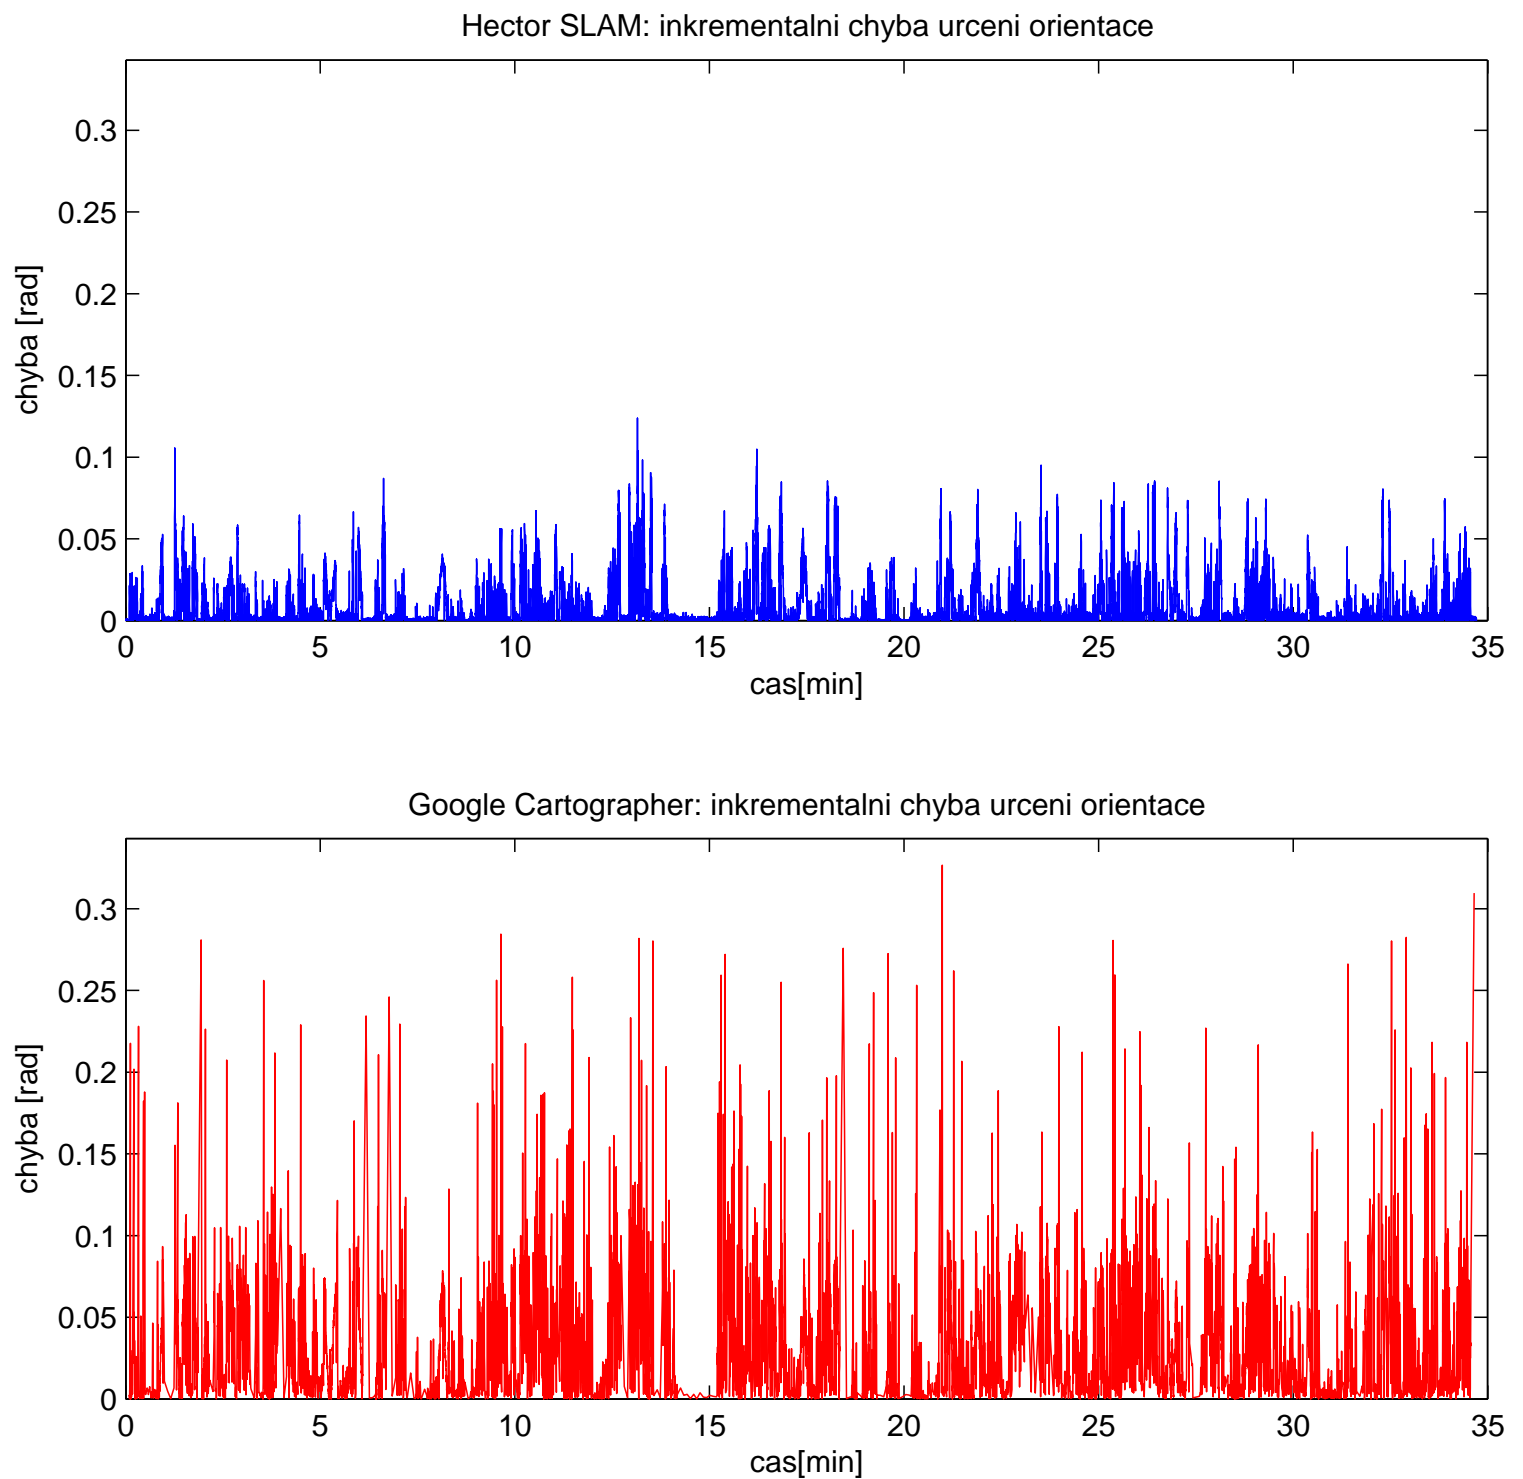 Hector SLAM: inkrementalni chyba urceni orientace
chyba [rad]
0.3
0.25
0.2
0.15
0.1
0.05
0
0 5 10 15 20 25 30 35
cas[min]
Google Cartographer: inkrementalni chyba urceni orientace
chyba [rad]
0.3
0.25
0.2
0.15
0.1
0.05
0
0 5 10 15 20 25 30 35
cas[min]